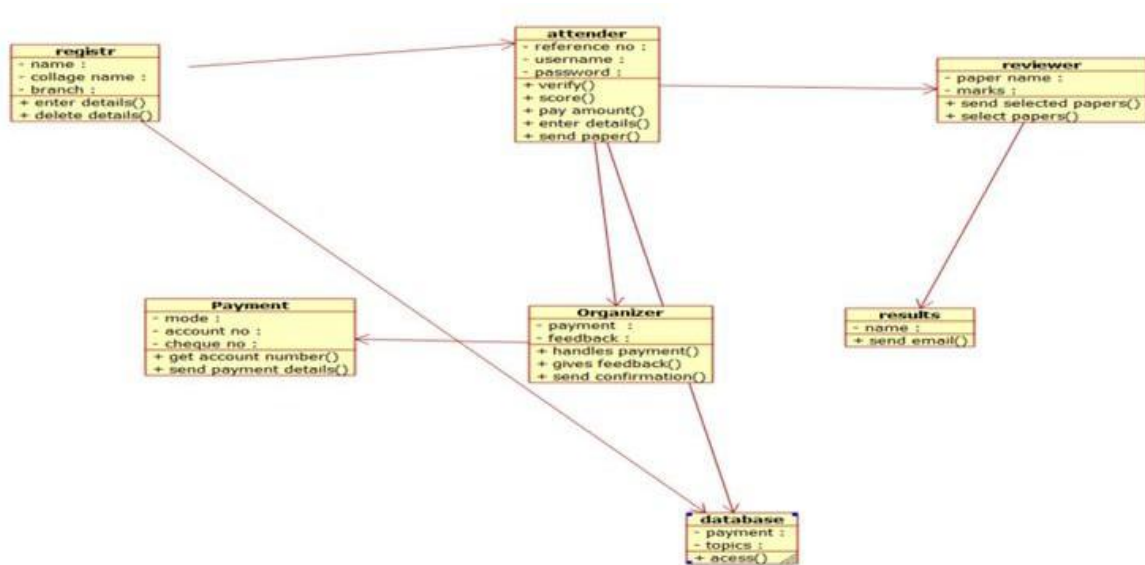 registr
- name :
- collage name :
- branch :
+ enter details()
+ delete details()
attender
- reference no :
- username :
- password :
+ verify()
+ score()
+ pay amount()
+ enter details()
+ send paper()
reviewer
- paper name :
- marks :
+ send selected papers()
+ select papers()
Payment
- mode :
- account no :
- cheque no :
+ get account number()
+ send payment details()
Organizer
- payment :
- feedback :
+ handles payment()
+ gives feedback()
+ send confirmation()
results
- name :
+ send email()
database
- payment :
- topics :
+ acess()